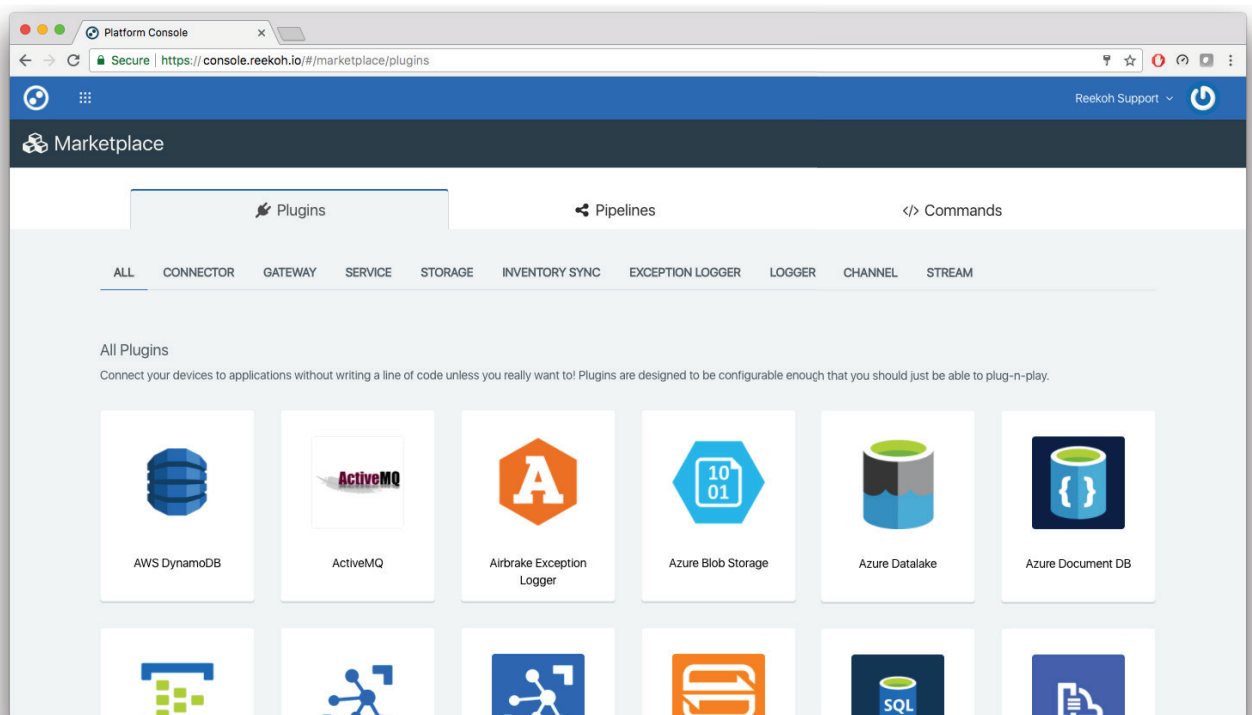 Platform Console
Secure | https://console.reekoh.io/#/marketplace/plugins
Reekoh Support
Marketplace
Plugins
Pipelines
</> Commands
ALL CONNECTOR GATEWAY SERVICE STORAGE INVENTORY SYNC EXCEPTION LOGGER LOGGER CHANNEL STREAM
All Plugins
Connect your devices to applications without writing a line of code unless you really want to! Plugins are designed to be configurable enough that you should just be able to plug-n-play.
ActiveMQ
A
10
01
{ }
AWS DynamoDB
ActiveMQ
Airbrake Exception
Logger
Azure Blob Storage
Azure Datalake
Azure Document DB
SQL